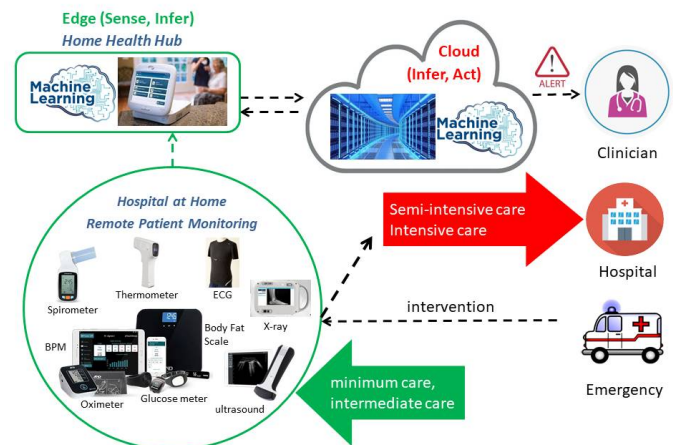 Edge (Sense, Infer)
Home Health Hub
Machine
Learning
Cloud
(Infer, Act)
Machine
Learning
ALERT
Clinician
Hospital at Home
Remote Patient Monitoring
Semi-intensive care
Intensive care
Hospital
Spirometer
Thermometer
ECG
X-ray
Body Fat
Scale
BPM
Oximeter
Glucose meter
ultrasound
intervention
minimum care,
intermediate care
Emergency